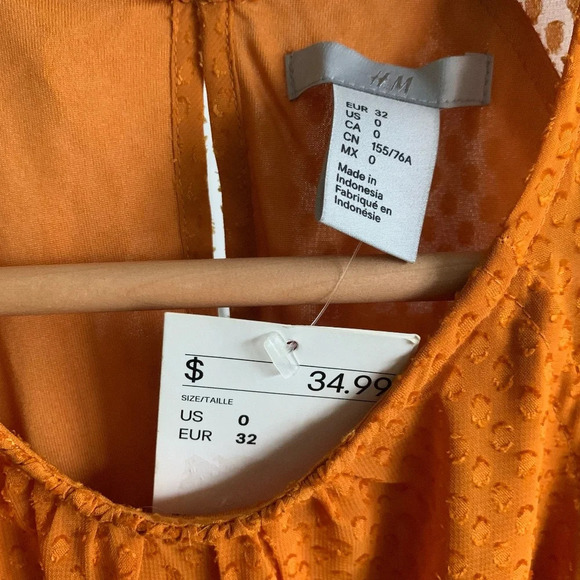 H&M
EUR 32
US 0
CA 0
CN 155/76A
MX 0
Made in
Indonesia
Fabriqué en
Indonésie
$ 34.99
SIZE/TAILLE
US 0
EUR 32